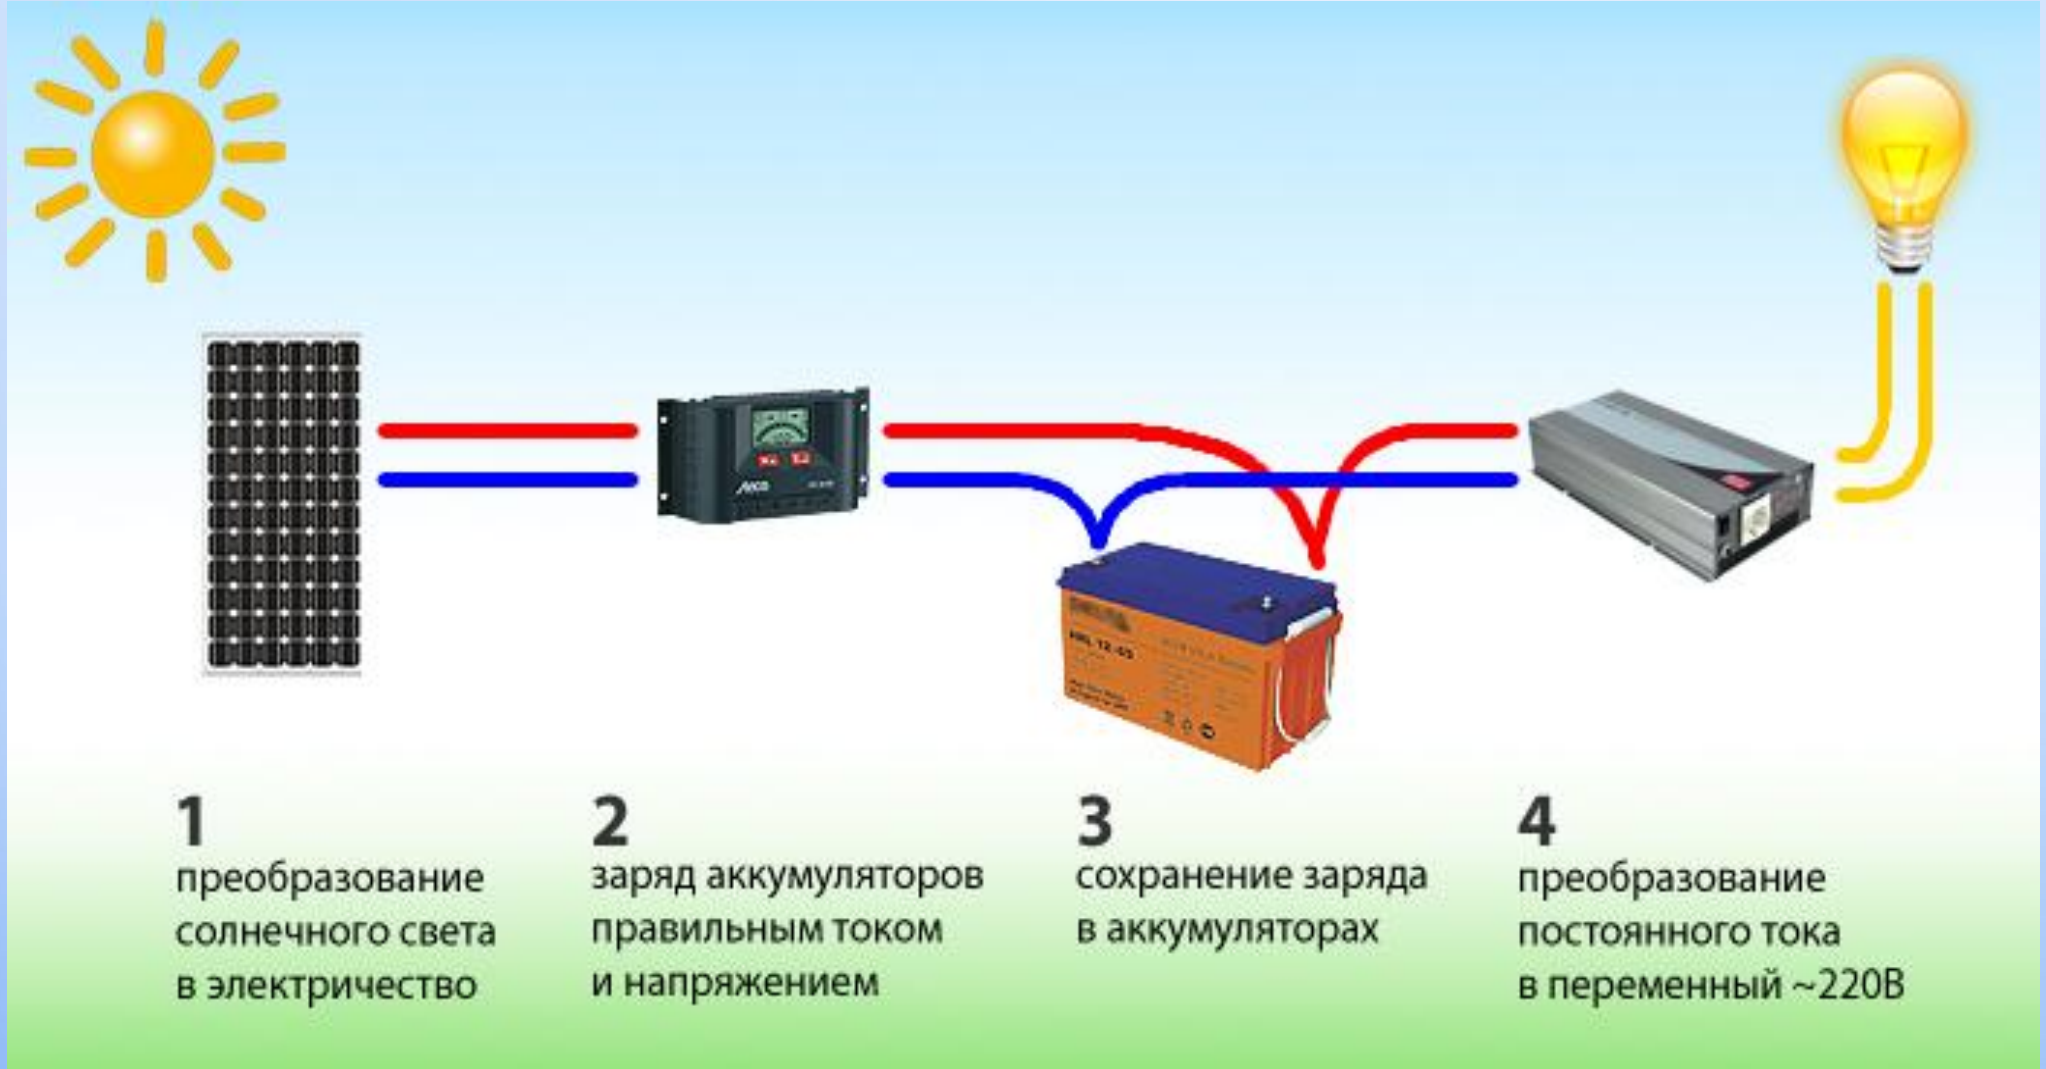 1
преобразование
солнечного света
в электричество
2
заряд аккумуляторов
правильным током
и напряжением
3
сохранение заряда
в аккумуляторах
4
преобразование
постоянного тока
в переменный ~220В